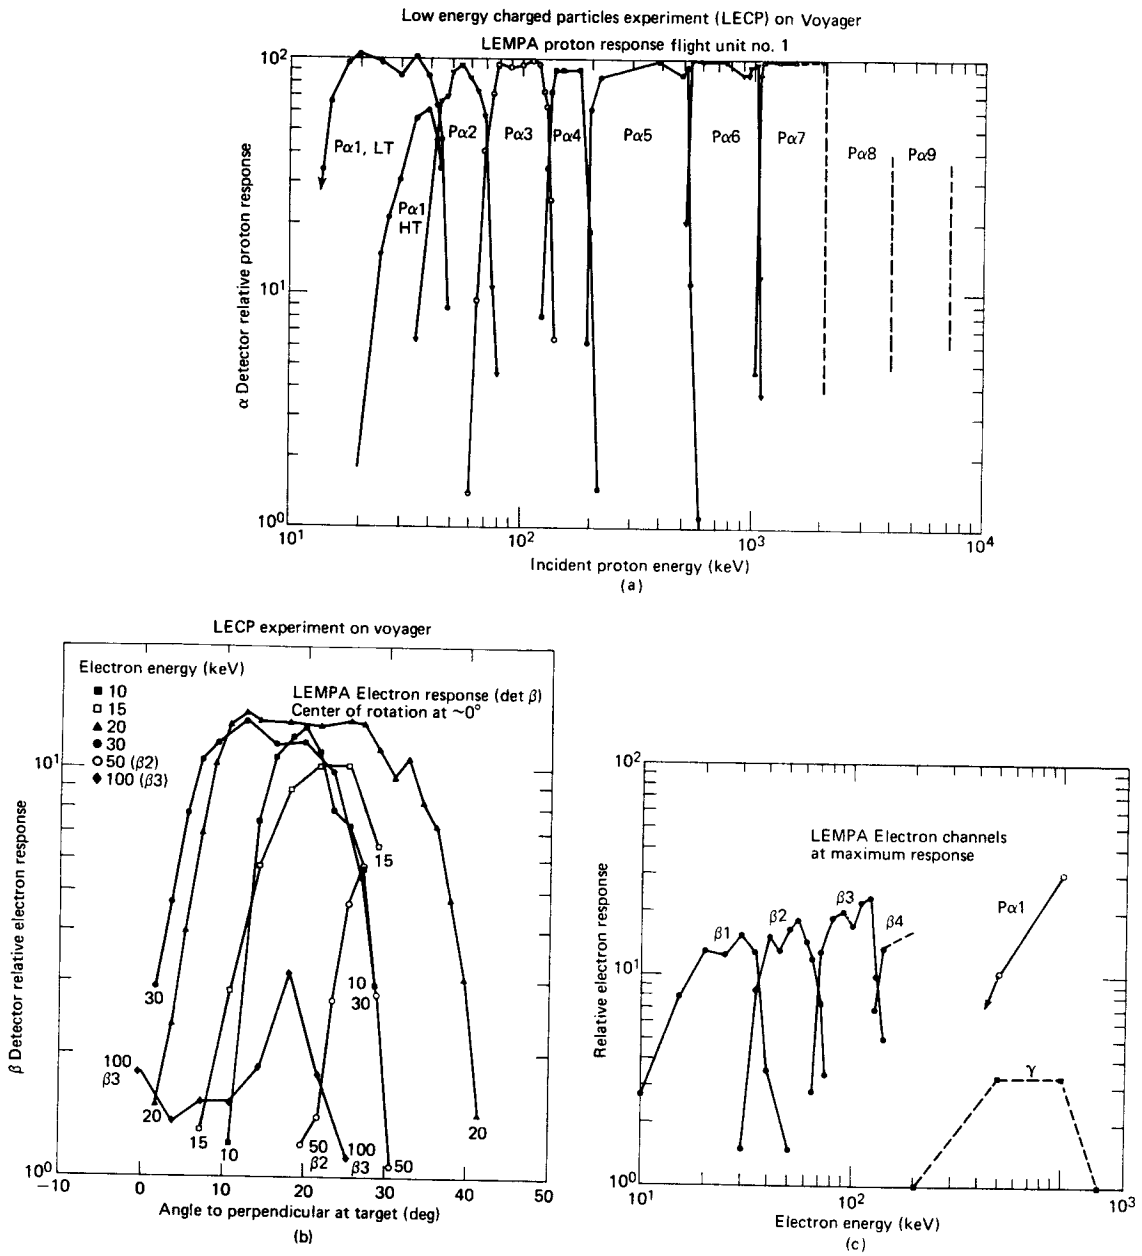 Low energy charged particles experiment (LECP) on Voyager
LEMPA proton response flight unit no. 1
α Detector relative proton response
10²
10¹
10⁰
Pα1, LT
Pα1
HT
Pα2
Pα3
Pα4
Pα5
Pα6
Pα7
Pα8
Pα9
10¹
10²
10³
10⁴
Incident proton energy (keV)
(a)
LECP experiment on voyager
Electron energy (keV)
10
15
20
30
50 (β2)
100 (β3)
LEMPA Electron response (det β)
Center of rotation at ~0°
β Detector relative electron response
10¹
10⁰
30
100
β3
20
15
10
50
β2
100
β3
50
10
30
15
20
−10
0
10
20
30
40
50
Angle to perpendicular at target (deg)
(b)
LEMPA Electron channels
at maximum response
Relative electron response
10²
10¹
10⁰
β1
β2
β3
β4
Pα1
γ
10¹
10²
10³
Electron energy (keV)
(c)